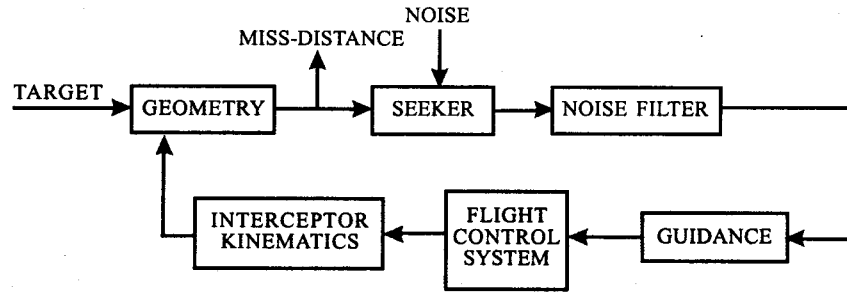 NOISE
MISS-DISTANCE
TARGET
GEOMETRY
SEEKER
NOISE FILTER
INTERCEPTOR
KINEMATICS
FLIGHT
CONTROL
SYSTEM
GUIDANCE